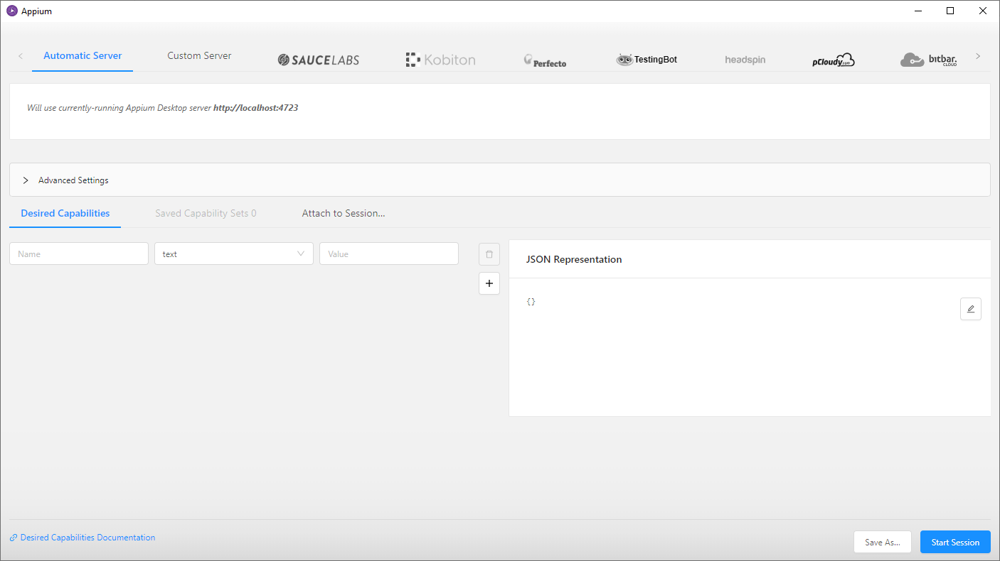 Appium
Automatic Server
Custom Server
SAUCELABS
Kobiton
Perfecto
TestingBot
headspin
pCloudy.com
bitbar.
CLOUD
Will use currently-running Appium Desktop server http://localhost:4723
Advanced Settings
Desired Capabilities
Saved Capability Sets 0
Attach to Session...
Name
text
Value
JSON Representation
{}
Desired Capabilities Documentation
Save As...
Start Session